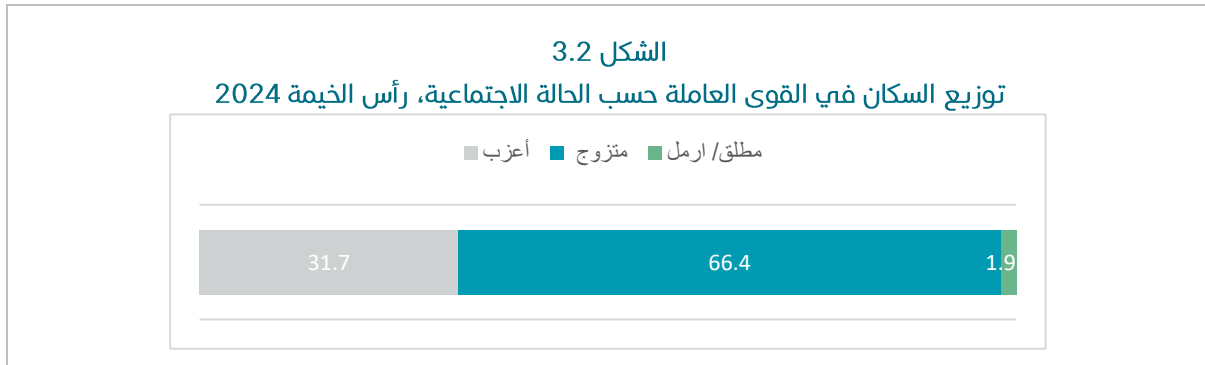 الشكل 3.2
توزيع السكان في القوى العاملة حسب الحالة الاجتماعية، رأس الخيمة 2024
مطلق/ ارمل متزوج أعزب
31.7 66.4 1.9